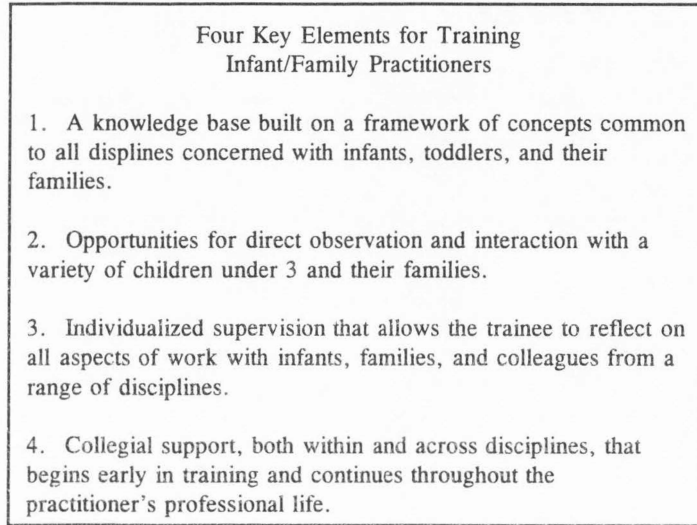 Four Key Elements for Training
Infant/Family Practitioners
1. A knowledge base built on a framework of concepts common
to all displines concerned with infants, toddlers, and their
families.
2. Opportunities for direct observation and interaction with a
variety of children under 3 and their families.
3. Individualized supervision that allows the trainee to reflect on
all aspects of work with infants, families, and colleagues from a
range of disciplines.
4. Collegial support, both within and across disciplines, that
begins early in training and continues throughout the
practitioner's professional life.